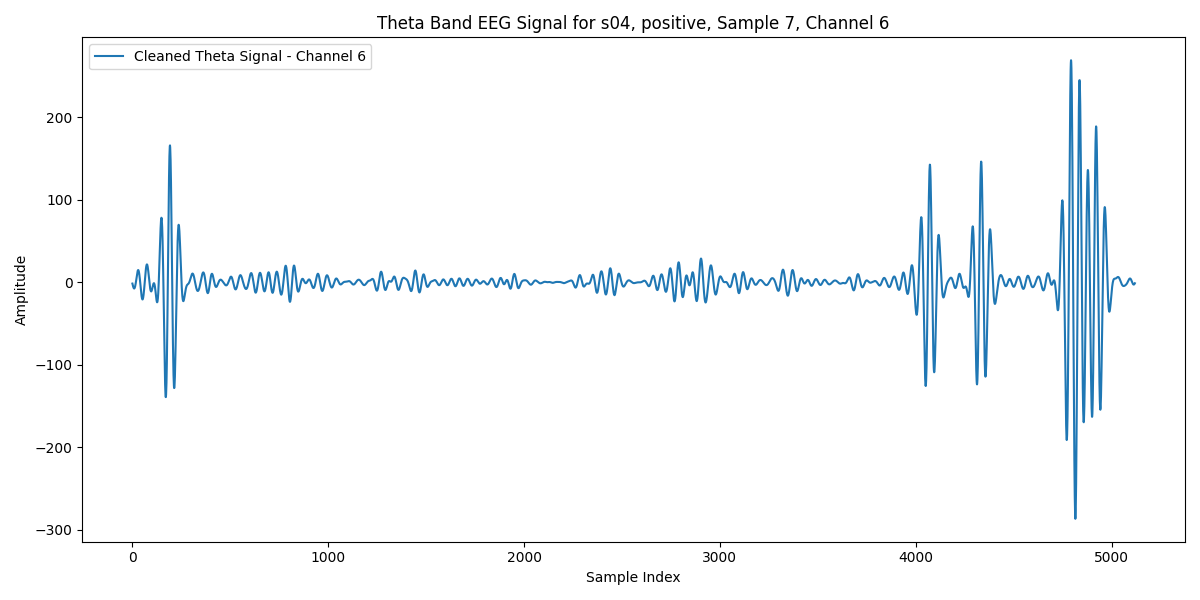 Theta Band EEG Signal for s04, positive, Sample 7, Channel 6
Cleaned Theta Signal - Channel 6
200
100
0
−100
−200
−300
Amplitude
0 1000 2000 3000 4000 5000
Sample Index